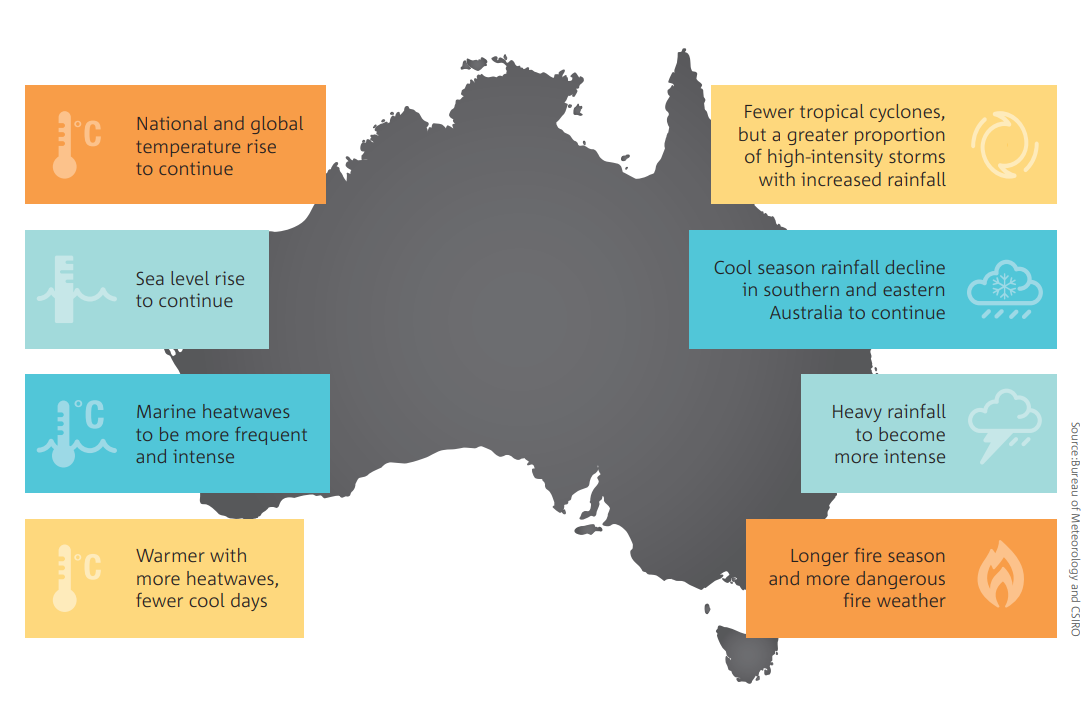 °C
National and global
temperature rise
to continue
Sea level rise
to continue
°C
Marine heatwaves
to be more frequent
and intense
°C
Warmer with
more heatwaves,
fewer cool days
Fewer tropical cyclones,
but a greater proportion
of high-intensity storms
with increased rainfall
Cool season rainfall decline
in southern and eastern
Australia to continue
Heavy rainfall
to become
more intense
Longer fire season
and more dangerous
fire weather
Source:Bureau of Meteorology and CSIRO